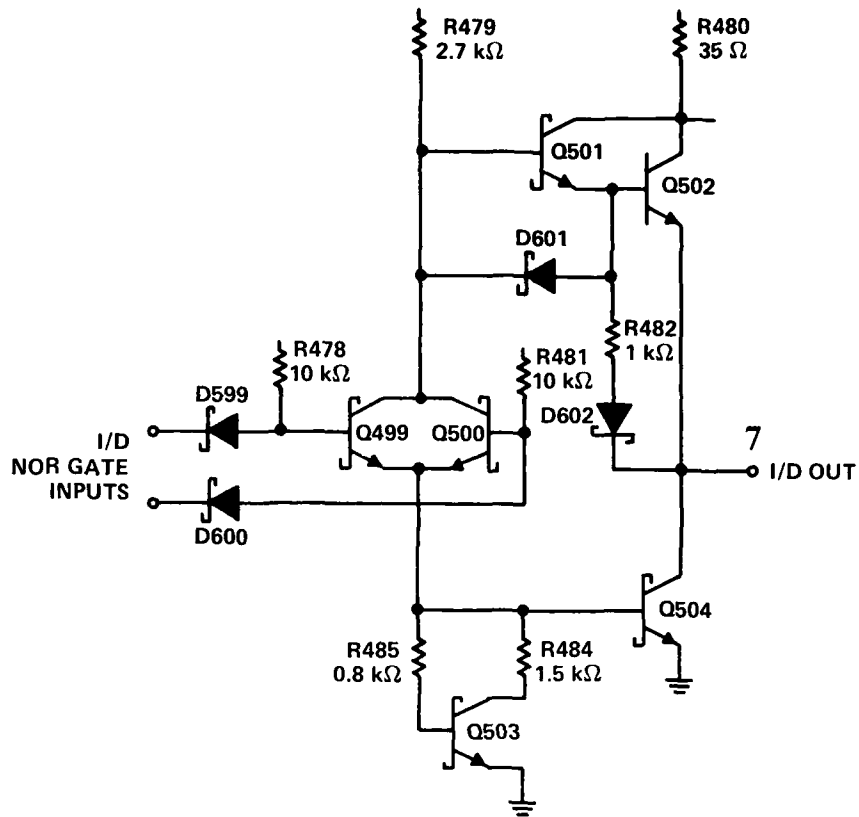 R479
2.7 kΩ
R480
35 Ω
Q501
Q502
D601
R482
1 kΩ
R478
10 kΩ
R481
10 kΩ
D599
D602
7
I/D
NOR GATE
INPUTS
Q499
Q500
I/D OUT
D600
Q504
R485
0.8 kΩ
R484
1.5 kΩ
Q503